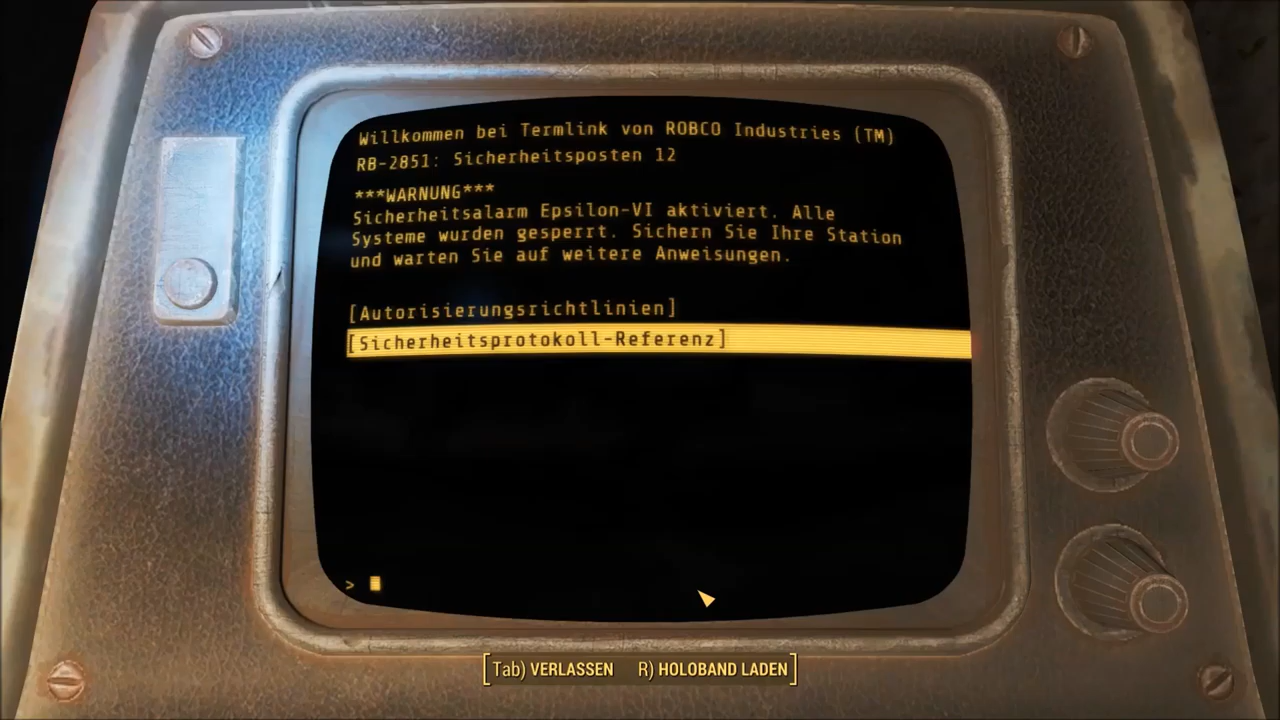 Willkommen bei Termlink von ROBCO Industries (TM)
RB-2851: Sicherheitsposten 12
***WARNUNG***
Sicherheitsalarm Epsilon-VI aktiviert. Alle
Systeme wurden gesperrt. Sichern Sie Ihre Station
und warten Sie auf weitere Anweisungen.
[Autorisierungsrichtlinien]
[Sicherheitsprotokoll-Referenz]
>
[Tab) VERLASSEN R) HOLOBAND LADEN]